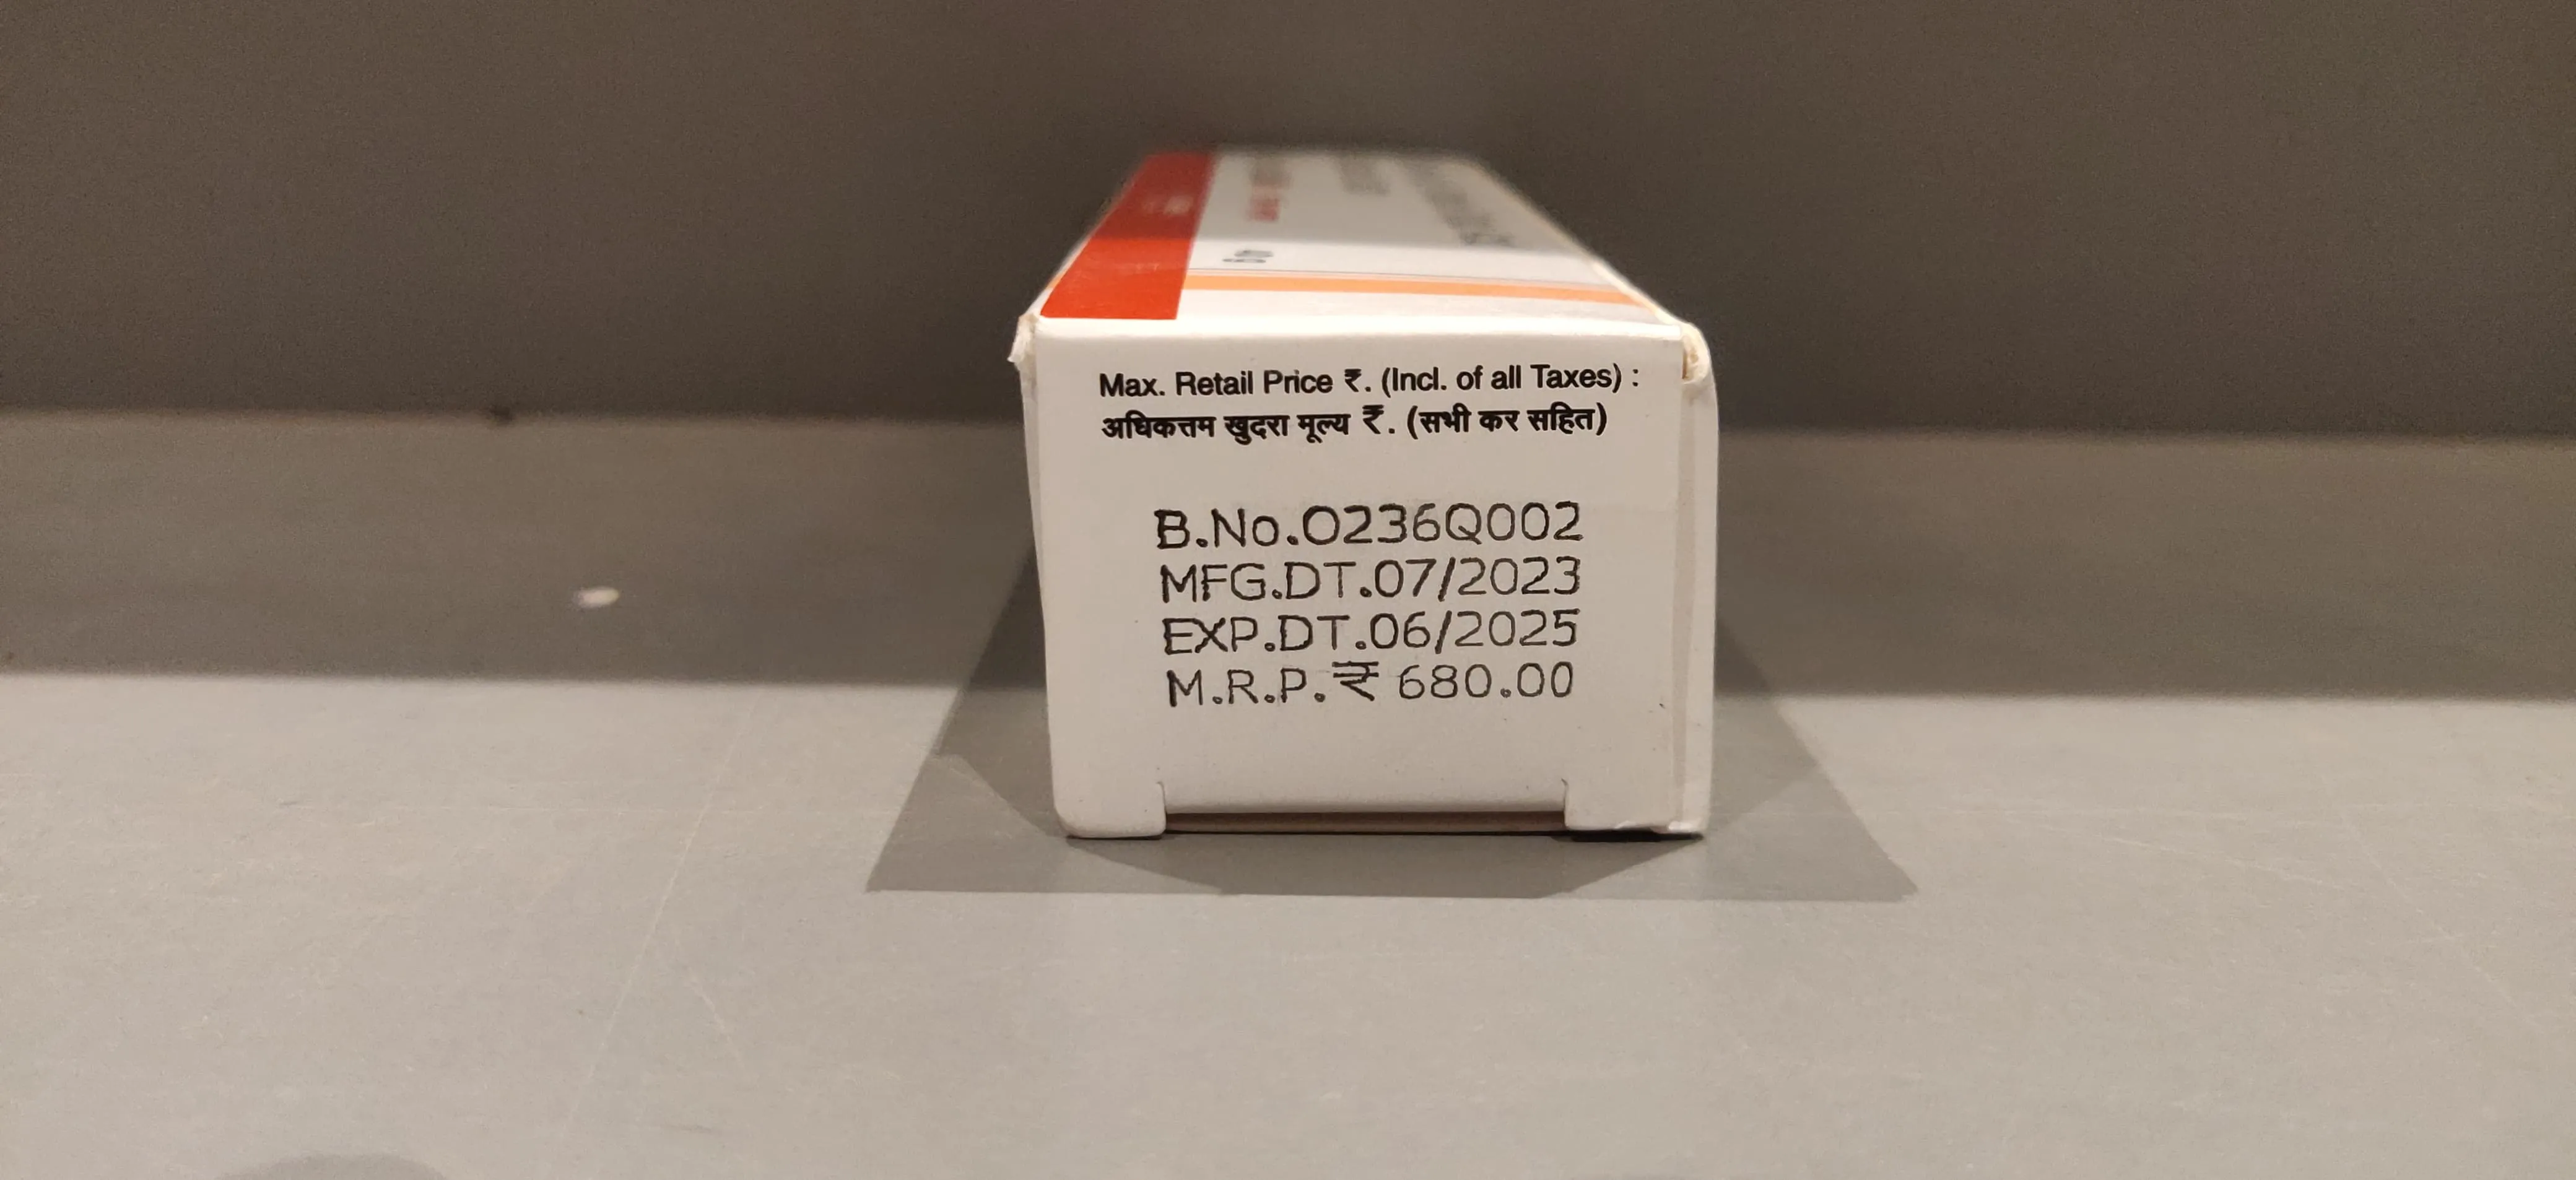 Max. Retail Price ₹. (Incl. of all Taxes) :
अधिकत्तम खुदरा मूल्य ₹. (सभी कर सहित)
B.No.O236Q002
MFG.DT.07/2023
EXP.DT.06/2025
M.R.P.₹ 680.00